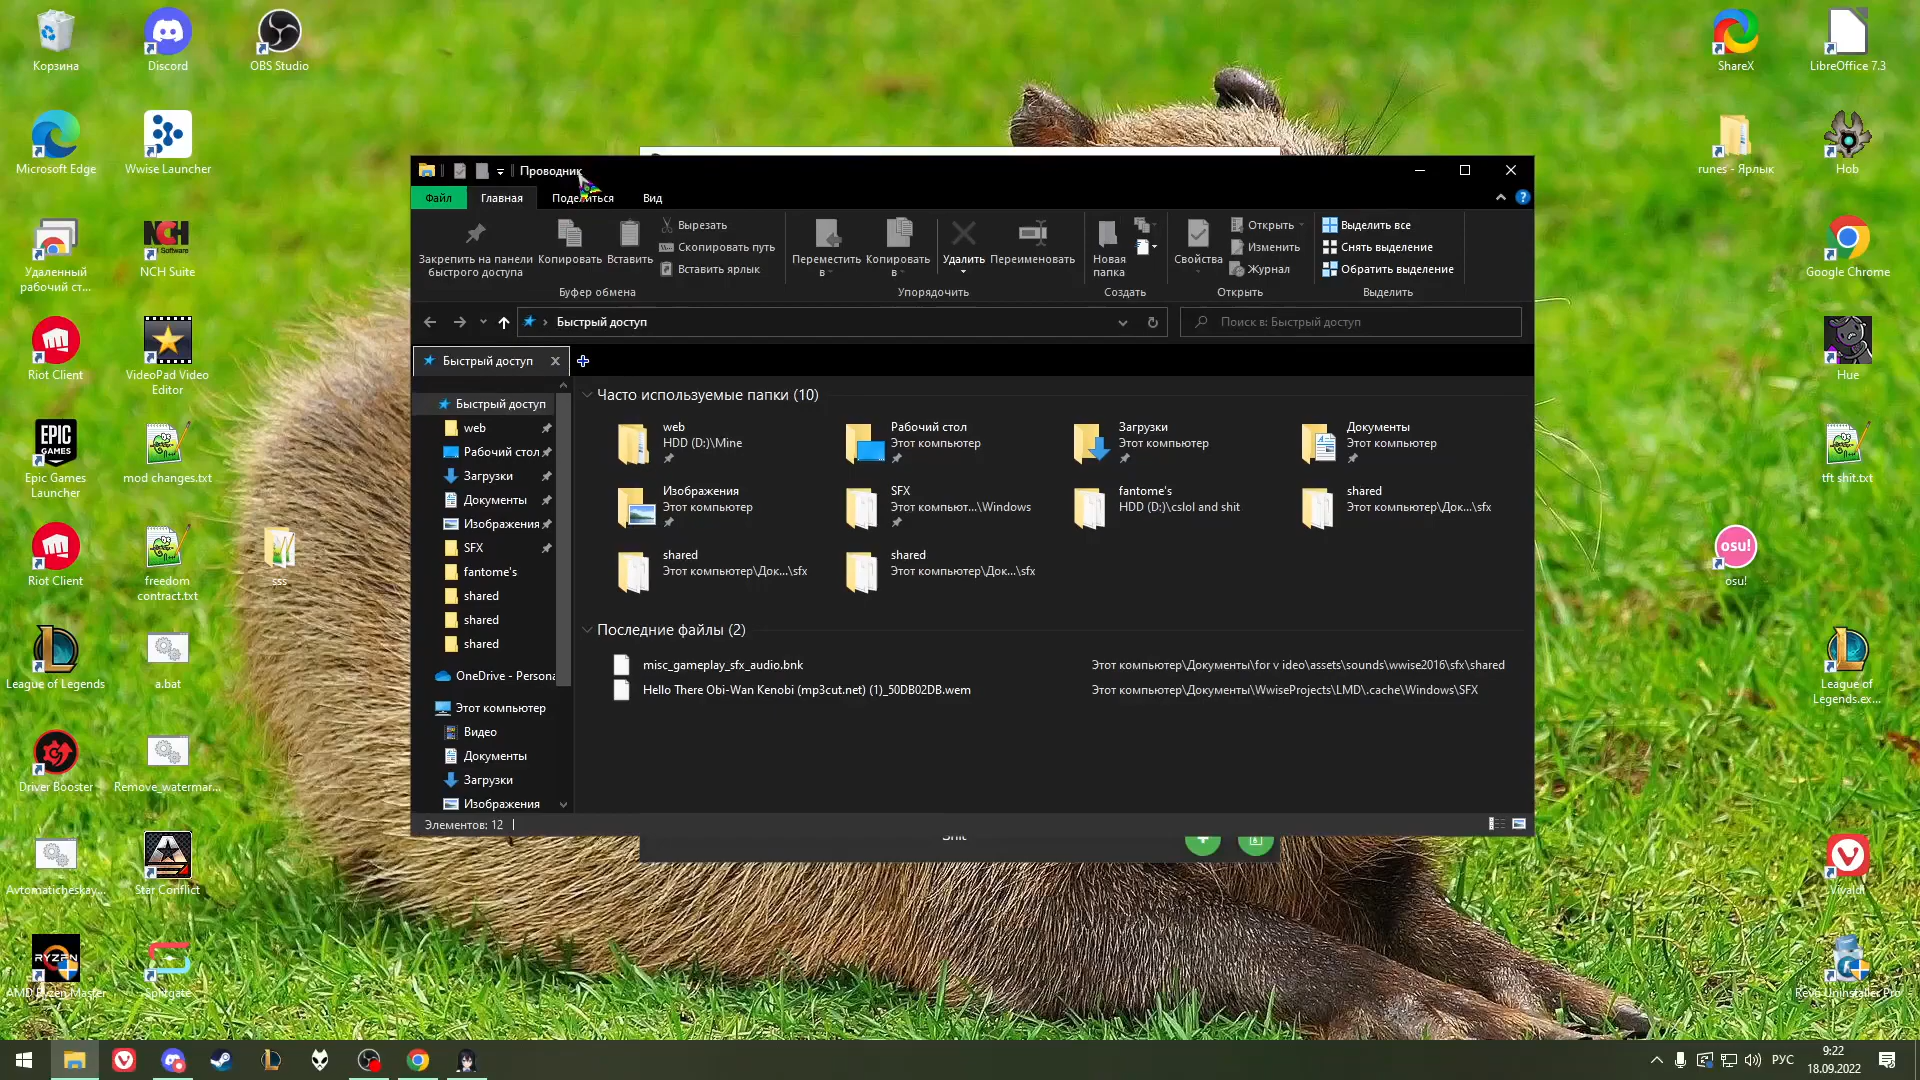 Корзина
Discord
OBS Studio
ShareX
LibreOffice 7.3
Microsoft Edge
Wwise Launcher
runes - Ярлык
Hob
Удаленный
рабочий ст...
NCH Software
NCH Suite
Google Chrome
Riot Client
VideoPad Video
Editor
Hue
EPIC
GAMES
Epic Games
Launcher
mod changes.txt
tft shit.txt
Riot Client
freedom
contract.txt
sss
osu!
osu!
League of Legends
a.bat
League of
Legends.ex...
Driver Booster
Remove_watermar...
Avtomaticheskay...
Star Conflict
Vivaldi
RYZEN
AMD Ryzen Master
Splitgate
Revo Uninstaller Pro
Проводник
Файл
Главная
Поделиться
Вид
Закрепить на панели
быстрого доступа
Копировать
Вставить
Вырезать
Скопировать путь
Вставить ярлык
Буфер обмена
Переместить
в
Копировать
в
Удалить
Переименовать
Упорядочить
Новая
папка
Создать
Свойства
Открыть
Изменить
Журнал
Открыть
Выделить все
Снять выделение
Обратить выделение
Выделить
Быстрый доступ
Поиск в: Быстрый доступ
Быстрый доступ
Быстрый доступ
web
Рабочий стол
Загрузки
Документы
Изображения
SFX
fantome's
shared
shared
shared
OneDrive - Persona
Этот компьютер
Видео
Документы
Загрузки
Изображения
Часто используемые папки (10)
web
HDD (D:)\Mine
Рабочий стол
Этот компьютер
Загрузки
Этот компьютер
Документы
Этот компьютер
Изображения
Этот компьютер
SFX
Этот компьют...\Windows
fantome's
HDD (D:)\cslol and shit
shared
Этот компьютер\Док...\sfx
shared
Этот компьютер\Док...\sfx
shared
Этот компьютер\Док...\sfx
Последние файлы (2)
misc_gameplay_sfx_audio.bnk
Этот компьютер\Документы\for v ideo\assets\sounds\wwise2016\sfx\shared
Hello There Obi-Wan Kenobi (mp3cut.net) (1)_50DB02DB.wem
Этот компьютер\Документы\WwiseProjects\LMD\.cache\Windows\SFX
Элементов: 12
РУС
9:22
18.09.2022